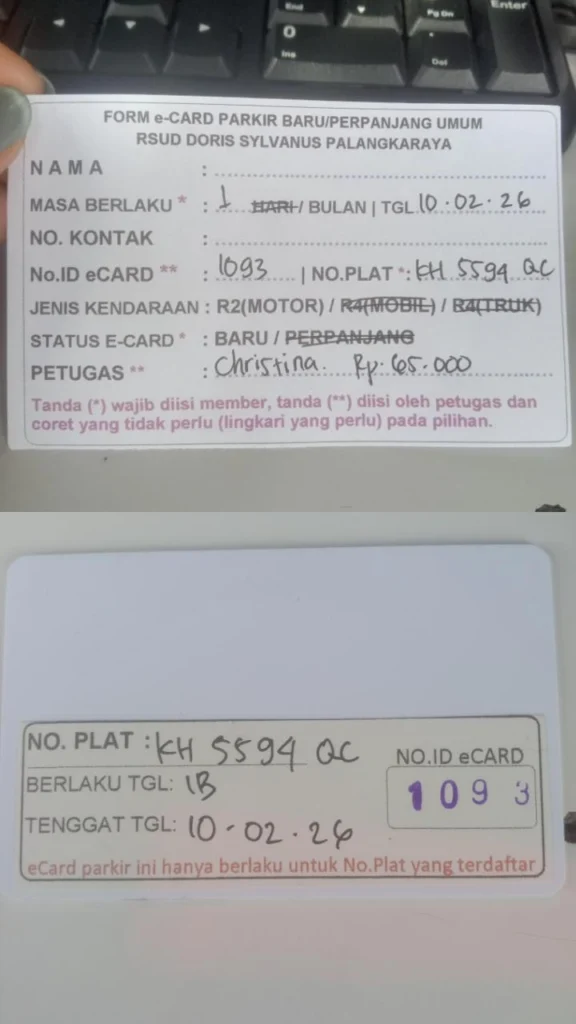 End
Pg Dn
Enter
0
Ins
.
Del
FORM e-CARD PARKIR BARU/PERPANJANG UMUM
RSUD DORIS SYLVANUS PALANGKARAYA
NAMA :
MASA BERLAKU * : 1 HARI / BULAN | TGL 10.02.26
NO. KONTAK :
No.ID eCARD ** : 1093 | NO.PLAT *: KH 5594 QC
JENIS KENDARAAN : R2(MOTOR) / R4(MOBIL) / R4(TRUK)
STATUS E-CARD * : BARU / PERPANJANG
PETUGAS ** : Christina. Rp. 65.000
Tanda (*) wajib diisi member, tanda (**) diisi oleh petugas dan
coret yang tidak perlu (lingkari yang perlu) pada pilihan.
NO. PLAT : KH 5594 QC
NO.ID eCARD
BERLAKU TGL: 1B
1093
TENGGAT TGL: 10-02.26
eCard parkir ini hanya berlaku untuk No.Plat yang terdaftar